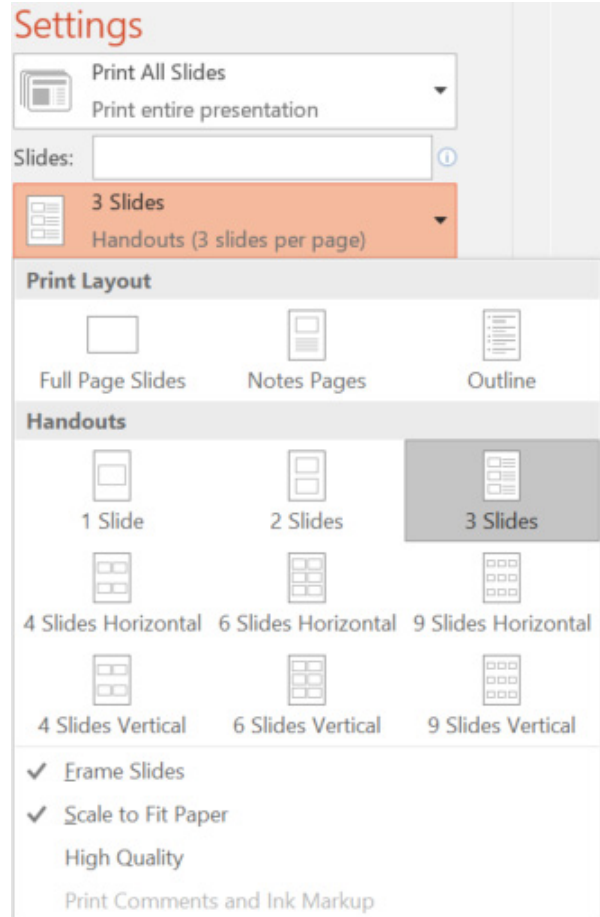 Settings
Print All Slides
Print entire presentation
Slides:
3 Slides
Handouts (3 slides per page)
Print Layout
Full Page Slides Notes Pages Outline
Handouts
1 Slide 2 Slides 3 Slides
4 Slides Horizontal 6 Slides Horizontal 9 Slides Horizontal
4 Slides Vertical 6 Slides Vertical 9 Slides Vertical
Frame Slides
Scale to Fit Paper
High Quality
Print Comments and Ink Markup